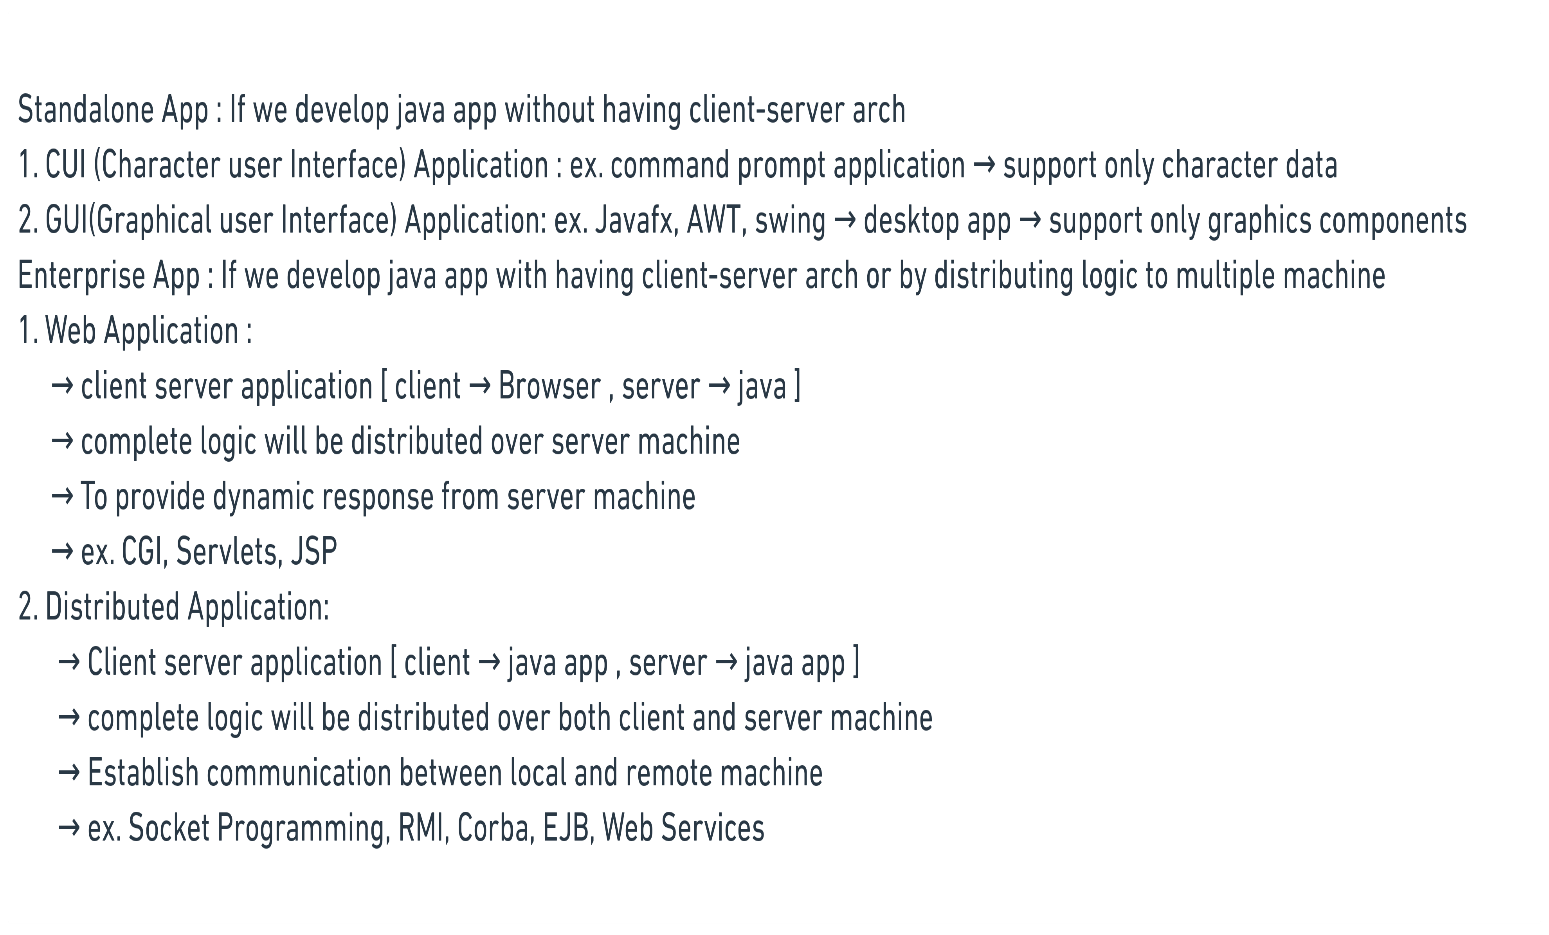 Standalone App : If we develop java app without having client-server arch
1. CUI (Character user Interface) Application : ex. command prompt application → support only character data
2. GUI(Graphical user Interface) Application: ex. Javafx, AWT, swing → desktop app → support only graphics components
Enterprise App : If we develop java app with having client-server arch or by distributing logic to multiple machine
1. Web Application :
→ client server application [ client → Browser , server → java ]
→ complete logic will be distributed over server machine
→ To provide dynamic response from server machine
→ ex. CGI, Servlets, JSP
2. Distributed Application:
→ Client server application [ client → java app , server → java app ]
→ complete logic will be distributed over both client and server machine
→ Establish communication between local and remote machine
→ ex. Socket Programming, RMI, Corba, EJB, Web Services